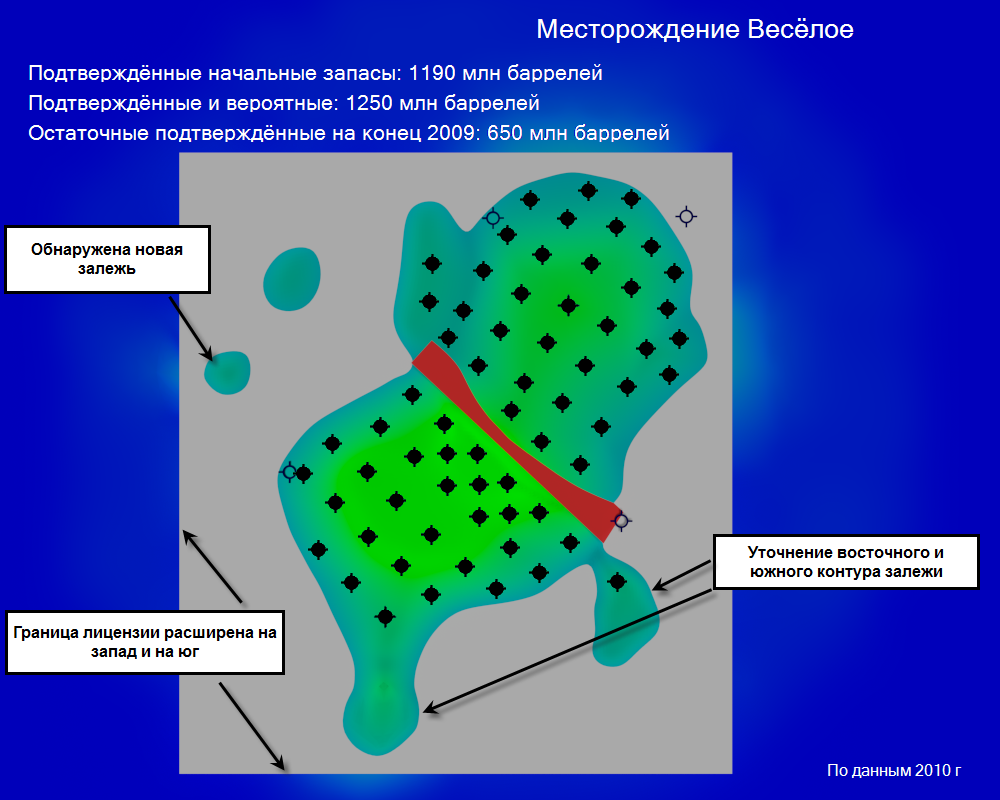 Месторождение Весёлое
Подтверждённые начальные запасы: 1190 млн баррелей
Подтверждённые и вероятные: 1250 млн баррелей
Остаточные подтверждённые на конец 2009: 650 млн баррелей
Обнаружена новая
залежь
Уточнение восточного и
южного контура залежи
Граница лицензии расширена на
запад и на юг
По данным 2010 г